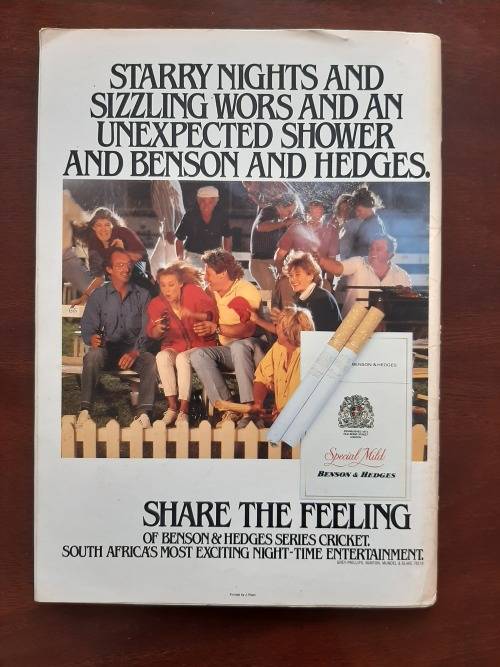 STARRY NIGHTS AND
SIZZLING WORS AND AN
UNEXPECTED SHOWER
AND BENSON AND HEDGES.
BENSON & HEDGES
Special Mild
BENSON & HEDGES
SHARE THE FEELING
OF BENSON & HEDGES SERIES CRICKET.
SOUTH AFRICA'S MOST EXCITING NIGHT-TIME ENTERTAINMENT.